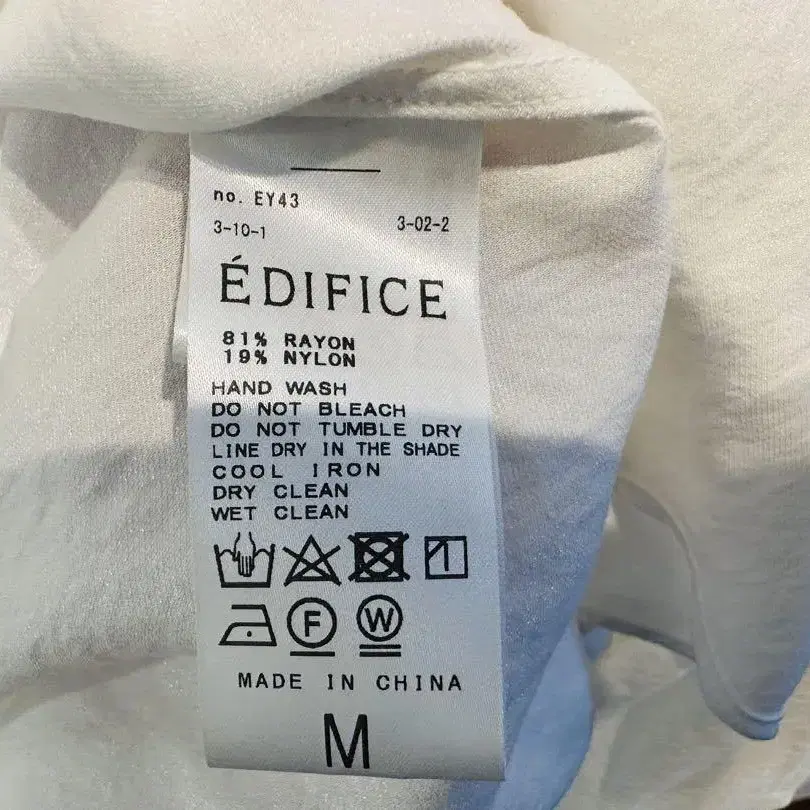 no. EY43
3-10-1 3-02-2
ÉDIFICE
81% RAYON
19% NYLON
HAND WASH
DO NOT BLEACH
DO NOT TUMBLE DRY
LINE DRY IN THE SHADE
COOL IRON
DRY CLEAN
WET CLEAN
F W
MADE IN CHINA
M